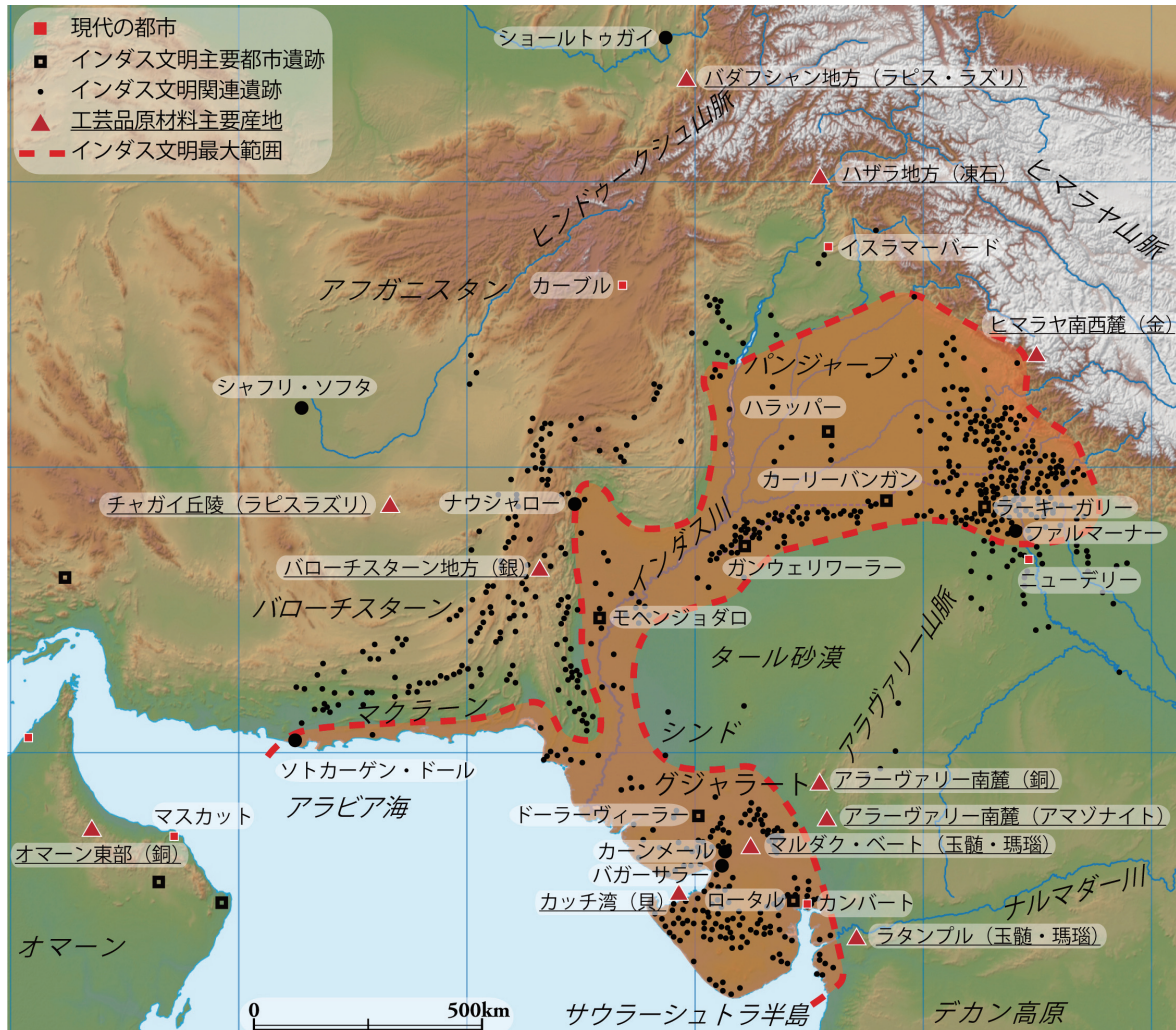 現代の都市
インダス文明主要都市遺跡
インダス文明関連遺跡
工芸品原材料主要産地
インダス文明最大範囲
ショールトゥガイ
バダフシャン地方（ラピス・ラズリ）
ヒンドゥークシュ山脈
ハザラ地方（凍石）
ヒマラヤ山脈
イスラマーバード
アフガニスタン
カーブル
ヒマラヤ南西麓（金）
パンジャーブ
シャフリ・ソフタ
ハラッパー
カーリーバンガン
チャガイ丘陵（ラピスラズリ）
ナウシャロー
ラーキーガリー
ファルマーナー
インダス川
ガンウェリワーラー
バローチスターン地方（銀）
ニューデリー
バローチスターン
モヘンジョダロ
アラヴァリー山脈
タール砂漠
マクラーン
シンド
ソトカーゲン・ドール
グジャラート
アラーヴァリー南麓（銅）
アラビア海
マスカット
ドーラーヴィーラー
アラーヴァリー南麓（アマゾナイト）
オマーン東部（銅）
カーンメール
マルダク・ベート（玉髄・瑪瑙）
バガーサラー
カッチ湾（貝）
ロータル
カンバート
ナルマダー川
オマーン
ラタンプル（玉髄・瑪瑙）
0
500km
サウラーシュトラ半島
デカン高原